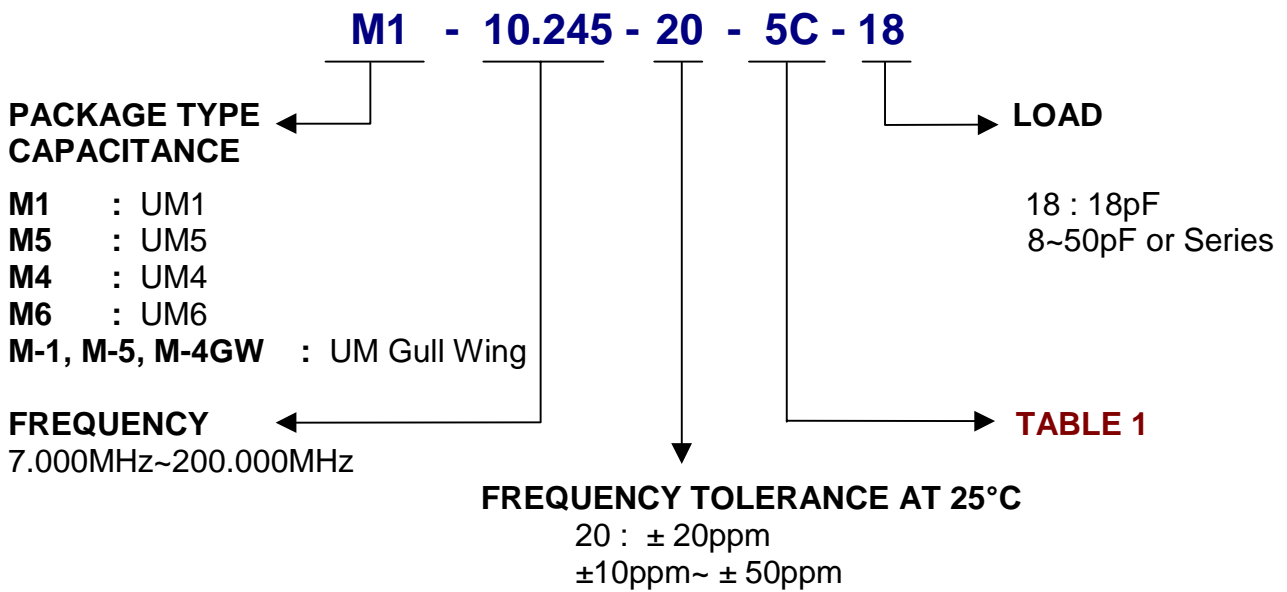 M1 - 10.245 - 20 - 5C - 18
PACKAGE TYPE
CAPACITANCE
M1 : UM1
M5 : UM5
M4 : UM4
M6 : UM6
M-1, M-5, M-4GW : UM Gull Wing
LOAD
18 : 18pF
8~50pF or Series
FREQUENCY
7.000MHz~200.000MHz
TABLE 1
FREQUENCY TOLERANCE AT 25°C
20 : ± 20ppm
±10ppm~ ± 50ppm